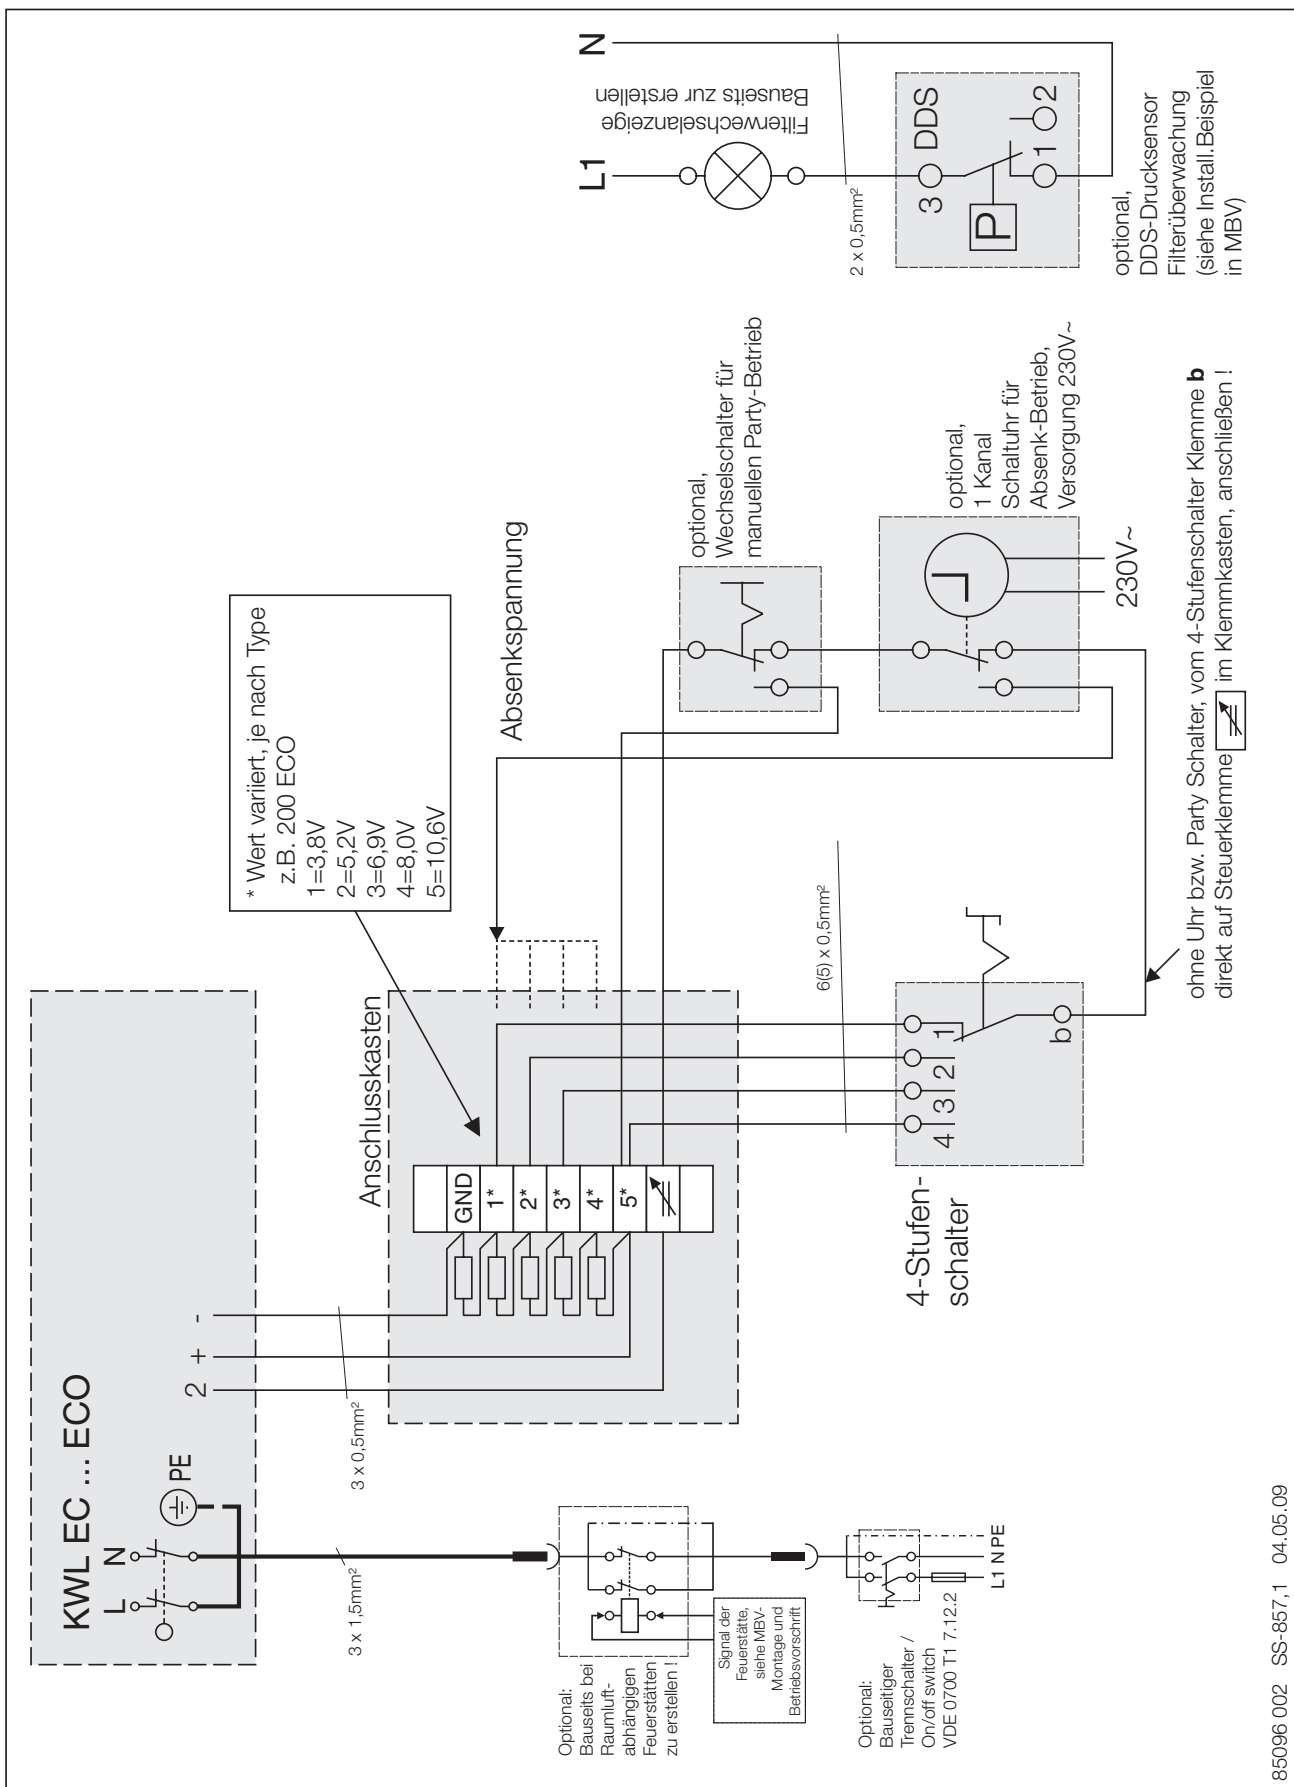 KWL EC ... ECO
L
N
PE
2
+
-
3 x 1,5mm²
3 x 0,5mm²
Optional:
Bauseits bei
Raumluft-
abhängigen
Feuerstätten
zu erstellen !
Signal der
Feuerstätte,
siehe MBV-
Montage und
Betriebsvorschrift
Optional:
Bauseitiger
Trennschalter /
On/off switch
VDE 0700 T1 7.12.2
L1 N PE
Anschlusskasten
GND
1*
2*
3*
4*
5*
* Wert variiert, je nach Type
z.B. 200 ECO
1=3,8V
2=5,2V
3=6,9V
4=8,0V
5=10,6V
Absenkspannung
6(5) x 0,5mm²
4-Stufen-
schalter
4
3
2
1
b
optional,
Wechselschalter für
manuellen Party-Betrieb
optional,
1 Kanal
Schaltuhr für
Absenk-Betrieb,
Versorgung 230V~
230V~
ohne Uhr bzw. Party Schalter, vom 4-Stufenschalter Klemme b
direkt auf Steuerklemme im Klemmkasten, anschließen !
L1
N
Filterwechselanzeige
Bauseits zur erstellen
2 x 0,5mm²
3
DDS
P
1
2
optional,
DDS-Drucksensor
Filterüberwachung
(siehe Install.Beispiel
in MBV)
85096 002 SS-857,1 04.05.09